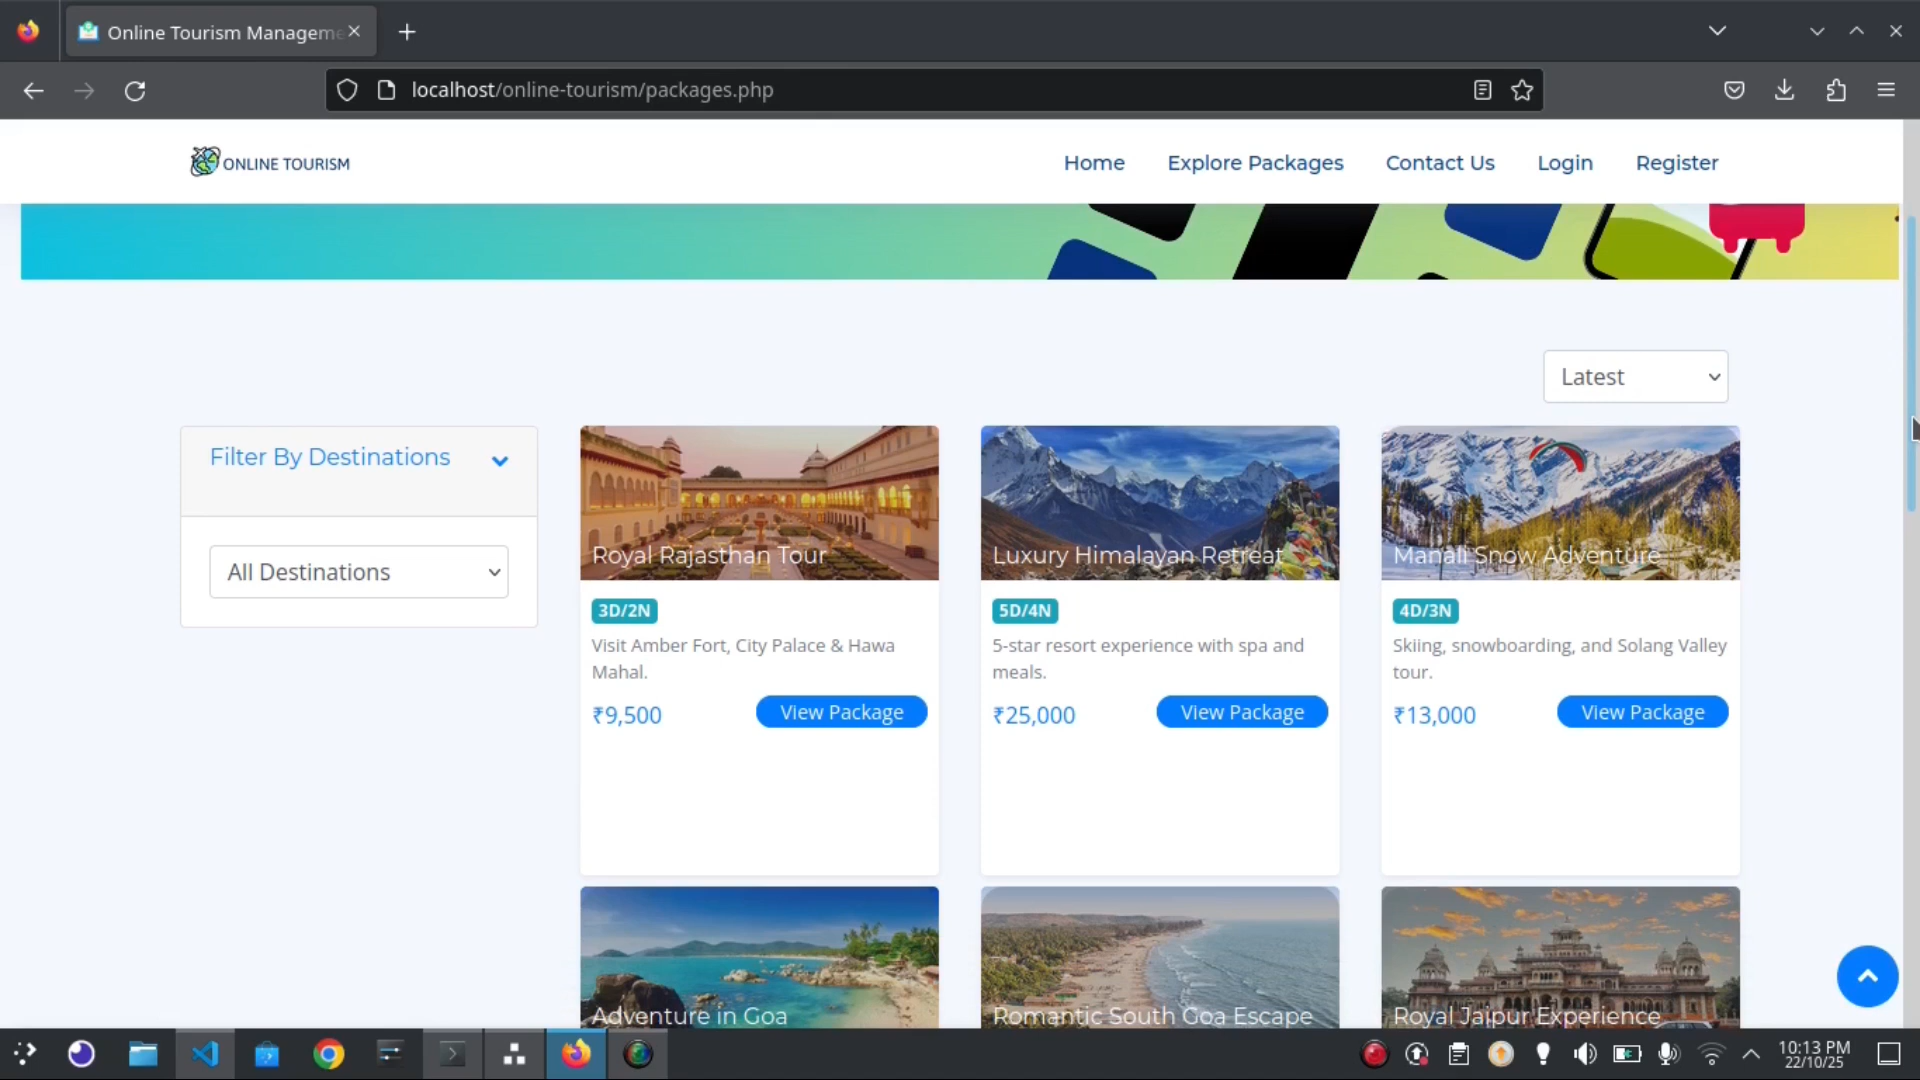 Online Tourism Manageme
localhost/online-tourism/packages.php
ONLINE TOURISM
Home
Explore Packages
Contact Us
Login
Register
Latest
Filter By Destinations
All Destinations
Royal Rajasthan Tour
3D/2N
Visit Amber Fort, City Palace & Hawa
Mahal.
₹9,500
View Package
Luxury Himalayan Retreat
5D/4N
5-star resort experience with spa and
meals.
₹25,000
View Package
Manali Snow Adventure
4D/3N
Skiing, snowboarding, and Solang Valley
tour.
₹13,000
View Package
Adventure in Goa
Romantic South Goa Escape
Royal Jaipur Experience
10:13 PM
22/10/25